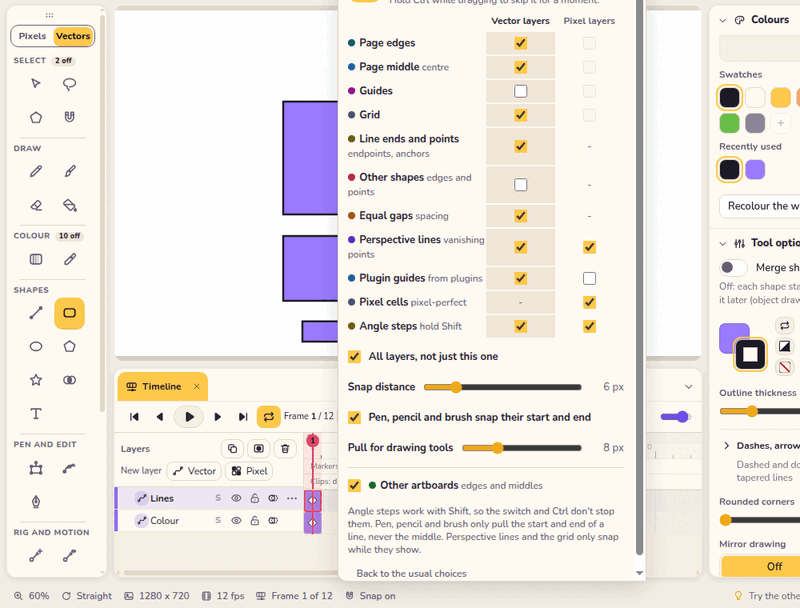 Hold Ctrl while dragging to skip it for a moment.
Pixels
Vectors
SELECT 2 off
DRAW
COLOUR 10 off
SHAPES
PEN AND EDIT
RIG AND MOTION
Vector layers Pixel layers
Page edges
Page middle centre
Guides
Grid
Line ends and points
endpoints, anchors
-
Other shapes edges and
points
-
Equal gaps spacing
-
Perspective lines vanishing
points
Plugin guides from plugins
Pixel cells pixel-perfect
-
Angle steps hold Shift
All layers, not just this one
Snap distance 6 px
Pen, pencil and brush snap their start and end
Pull for drawing tools 8 px
Other artboards edges and middles
Angle steps work with Shift, so the switch and Ctrl don't stop
them. Pen, pencil and brush only pull the start and end of a
line, never the middle. Perspective lines and the grid only snap
while they show.
Back to the usual choices
Timeline ×
Frame 1 / 12
Layers
New layer Vector Pixel
1
Markers
Clips: d
0
Lines S
Colour S
Colours
Swatches
+
Recently used
Recolour the w
Tool optio
Merge sh
Off: each shape sta
it later (object draw
Outline thickness
Dashes, arrow
Dashed and do
tapered lines
Rounded corners
Mirror drawing
Off
60% Straight 1280 x 720 12 fps Frame 1 of 12 Snap on
Try the othe